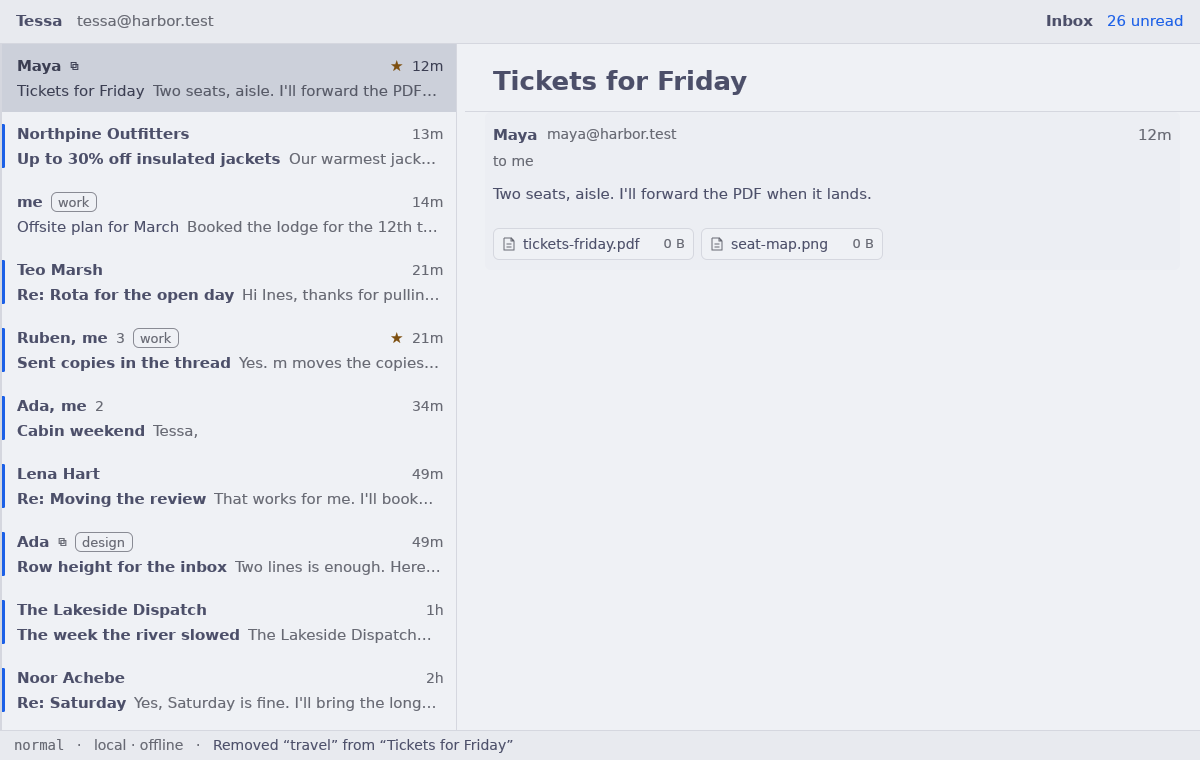 Tessa tessa@harbor.test Inbox 26 unread
Maya ★ 12m
Tickets for Friday Two seats, aisle. I'll forward the PDF…
Northpine Outfitters 13m
Up to 30% off insulated jackets Our warmest jack…
me work 14m
Offsite plan for March Booked the lodge for the 12th t…
Teo Marsh 21m
Re: Rota for the open day Hi Ines, thanks for pullin…
Ruben, me 3 work ★ 21m
Sent copies in the thread Yes. m moves the copies…
Ada, me 2 34m
Cabin weekend Tessa,
Lena Hart 49m
Re: Moving the review That works for me. I'll book…
Ada design 49m
Row height for the inbox Two lines is enough. Here…
The Lakeside Dispatch 1h
The week the river slowed The Lakeside Dispatch…
Noor Achebe 2h
Re: Saturday Yes, Saturday is fine. I'll bring the long…
Tickets for Friday
Maya maya@harbor.test 12m
to me
Two seats, aisle. I'll forward the PDF when it lands.
tickets-friday.pdf 0 B seat-map.png 0 B
normal · local · offline · Removed “travel” from “Tickets for Friday”